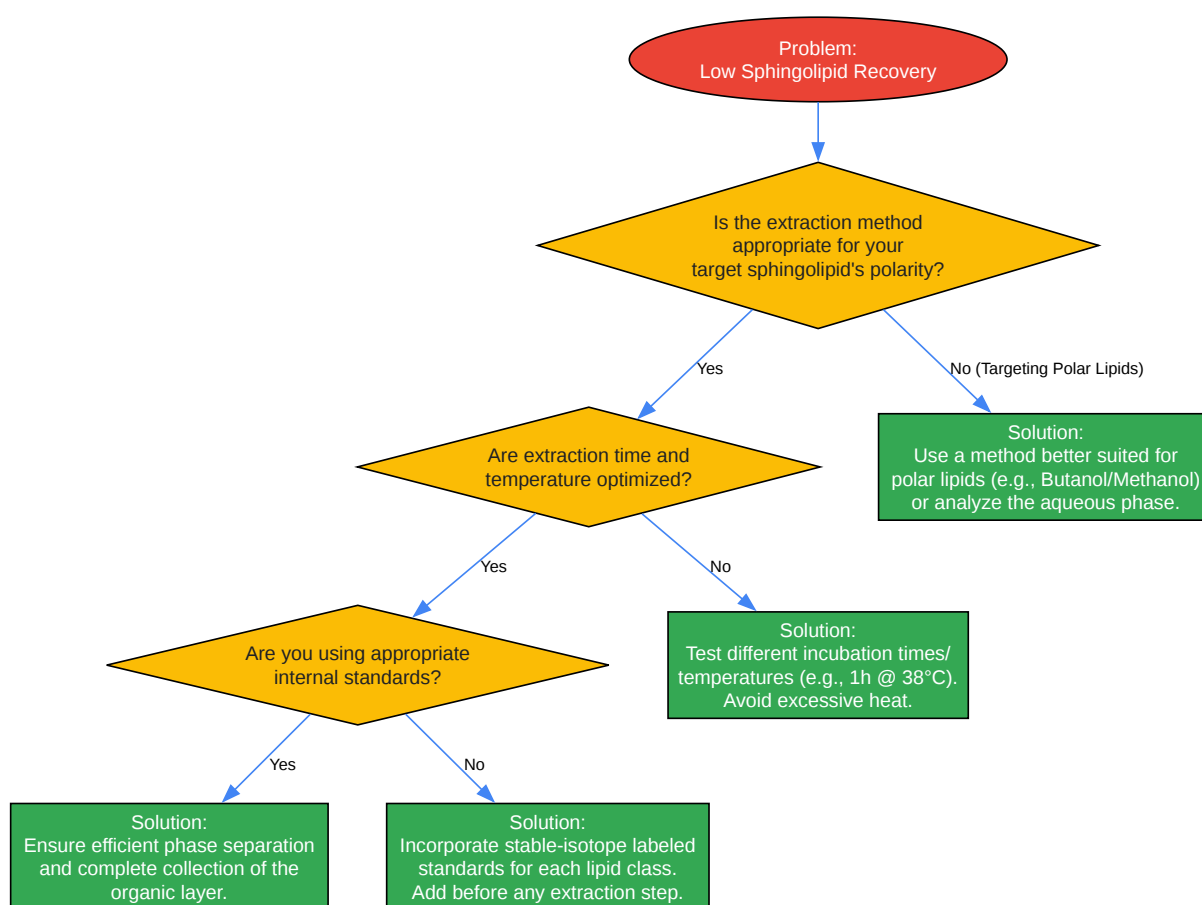 Problem:
Low Sphingolipid Recovery
Is the extraction method
appropriate for your
target sphingolipid's polarity?
Yes
No (Targeting Polar Lipids)
Are extraction time and
temperature optimized?
Solution:
Use a method better suited for
polar lipids (e.g., Butanol/Methanol)
or analyze the aqueous phase.
Yes
No
Are you using appropriate
internal standards?
Solution:
Test different incubation times/
temperatures (e.g., 1h @ 38°C).
Avoid excessive heat.
Yes
No
Solution:
Ensure efficient phase separation
and complete collection of the
organic layer.
Solution:
Incorporate stable-isotope labeled
standards for each lipid class.
Add before any extraction step.